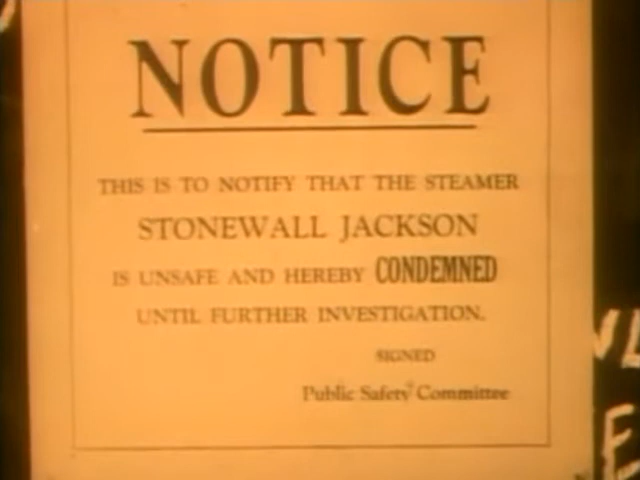 NOTICE
THIS IS TO NOTIFY THAT THE STEAMER
STONEWALL JACKSON
IS UNSAFE AND HEREBY CONDEMNED
UNTIL FURTHER INVESTIGATION.
SIGNED
Public Safety Committee